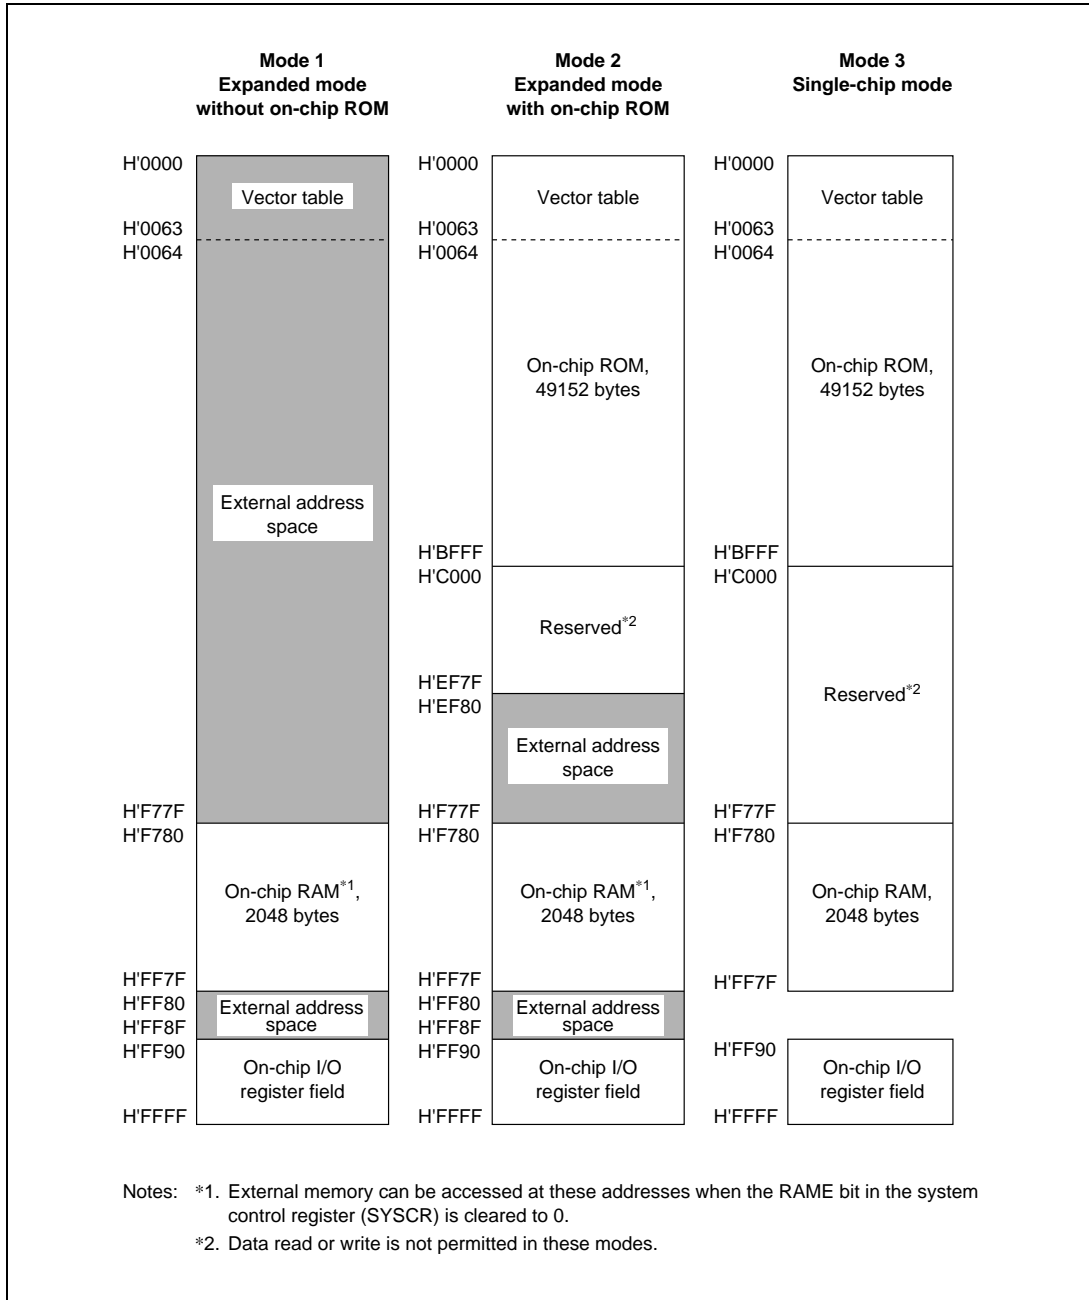 Mode 1
Expanded mode
without on-chip ROM
H'0000
Vector table
H'0063
H'0064
External address
space
H'F77F
H'F780
On-chip RAM*1,
2048 bytes
H'FF7F
H'FF80
External address
space
H'FF8F
H'FF90
On-chip I/O
register field
H'FFFF
Mode 2
Expanded mode
with on-chip ROM
H'0000
Vector table
H'0063
H'0064
On-chip ROM,
49152 bytes
H'BFFF
H'C000
Reserved*2
H'EF7F
H'EF80
External address
space
H'F77F
H'F780
On-chip RAM*1,
2048 bytes
H'FF7F
H'FF80
External address
space
H'FF8F
H'FF90
On-chip I/O
register field
H'FFFF
Mode 3
Single-chip mode
H'0000
Vector table
H'0063
H'0064
On-chip ROM,
49152 bytes
H'BFFF
H'C000
Reserved*2
H'F77F
H'F780
On-chip RAM,
2048 bytes
H'FF7F
H'FF90
On-chip I/O
register field
H'FFFF
Notes: *1. External memory can be accessed at these addresses when the RAME bit in the system
control register (SYSCR) is cleared to 0.
*2. Data read or write is not permitted in these modes.